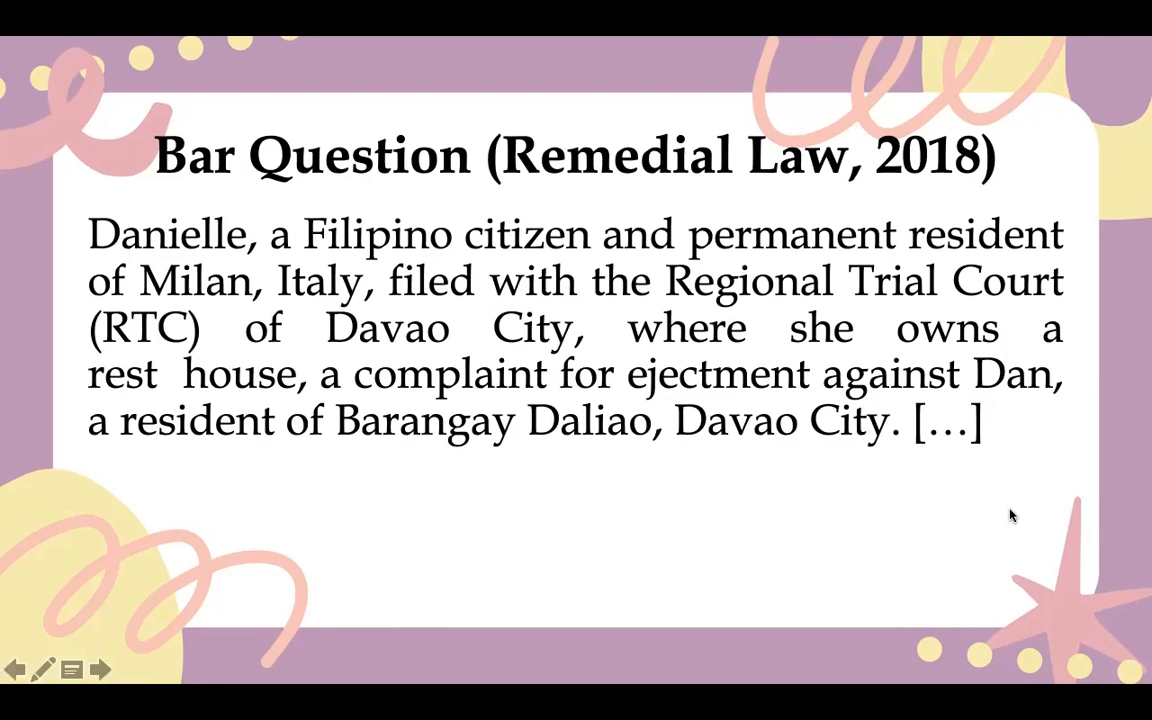 Bar Question (Remedial Law, 2018)
Danielle, a Filipino citizen and permanent resident
of Milan, Italy, filed with the Regional Trial Court
(RTC) of Davao City, where she owns a
rest house, a complaint for ejectment against Dan,
a resident of Barangay Daliao, Davao City. […]